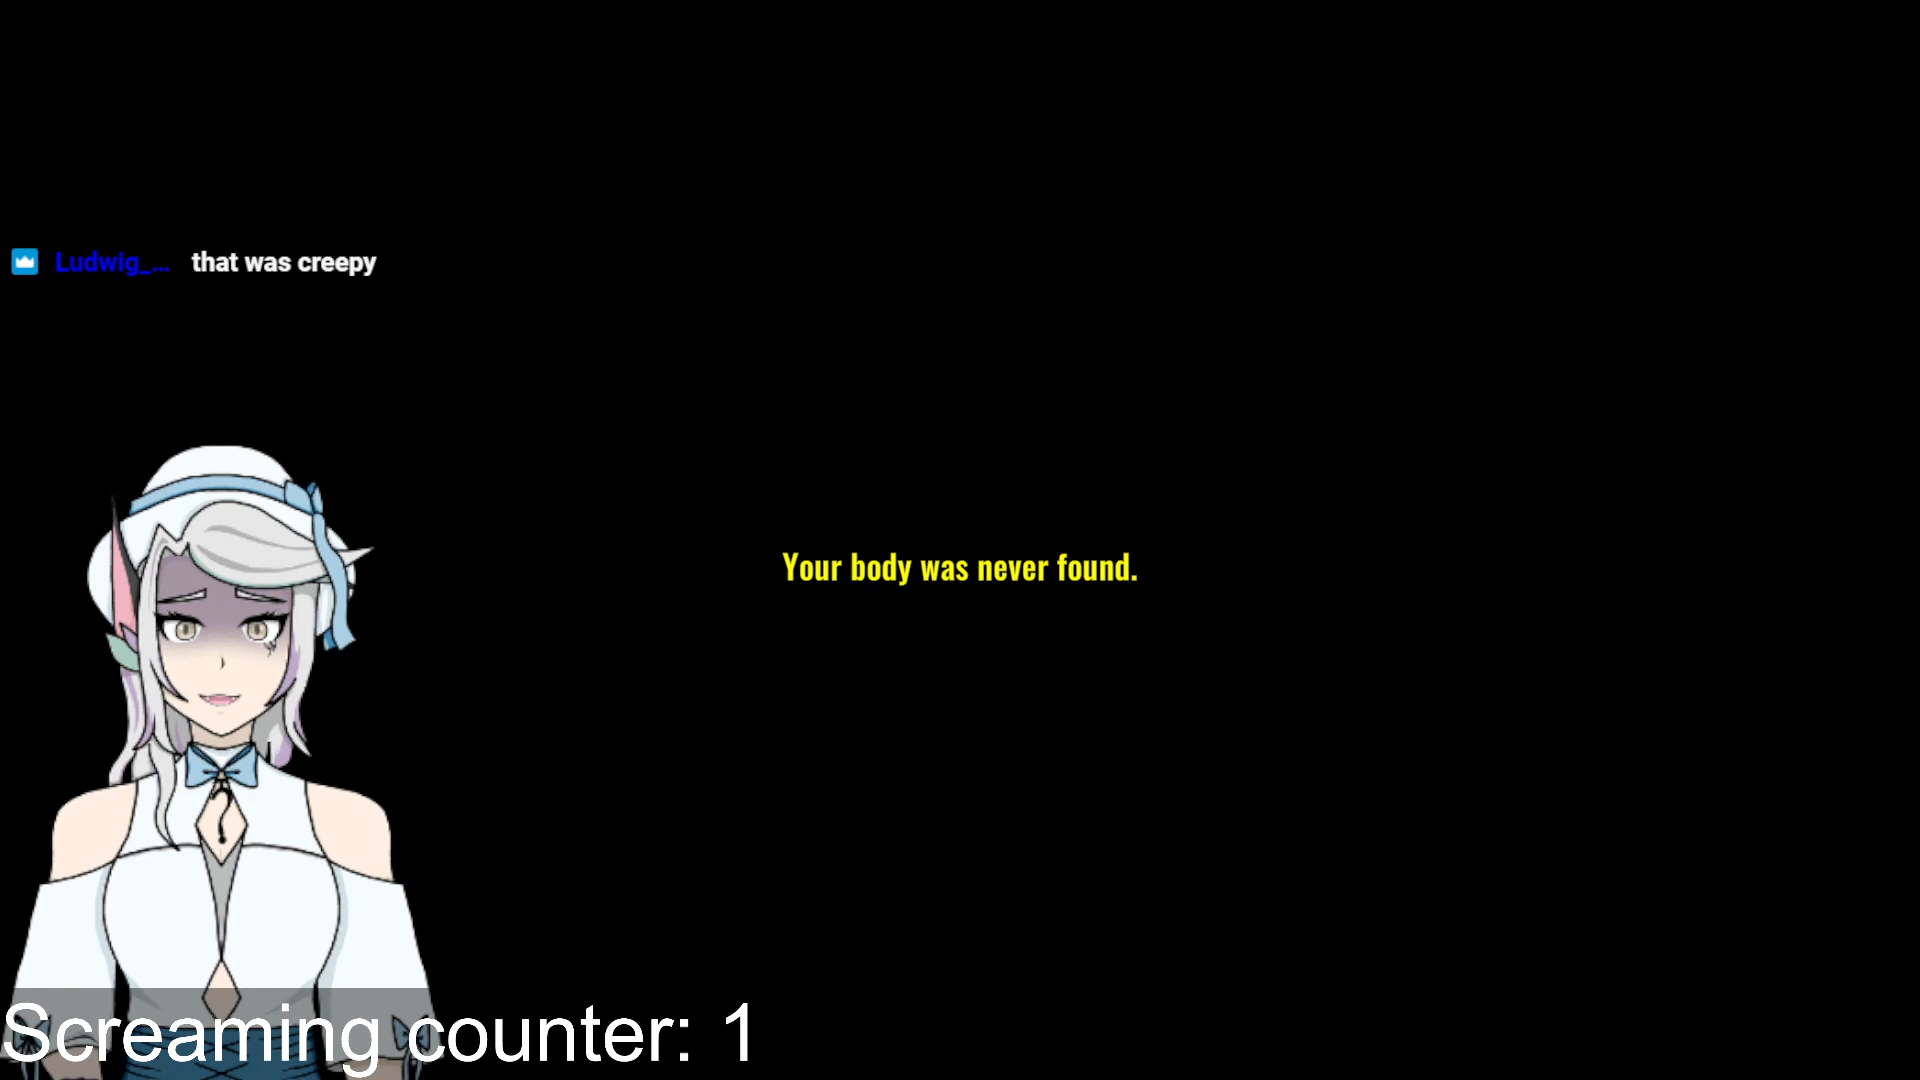 Ludwig_... that was creepy
Your body was never found.
Screaming counter: 1